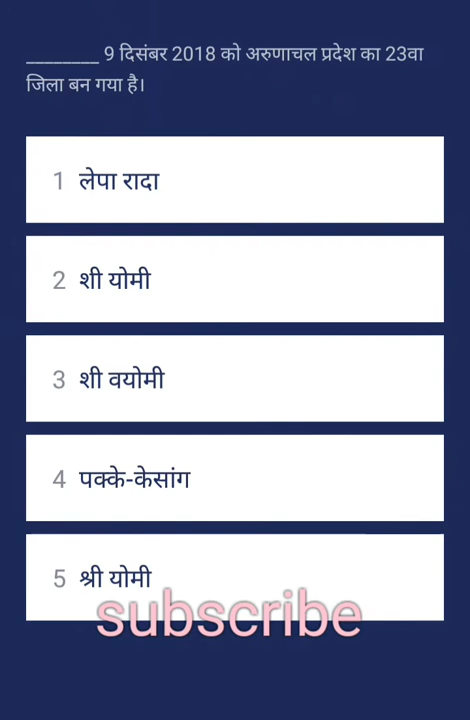 ________ 9 दिसंबर 2018 को अरुणाचल प्रदेश का 23वा
जिला बन गया है।
1 लेपा रादा
2 शी योमी
3 शी वयोमी
4 पक्के-केसांग
5 श्री योमी
subscribe